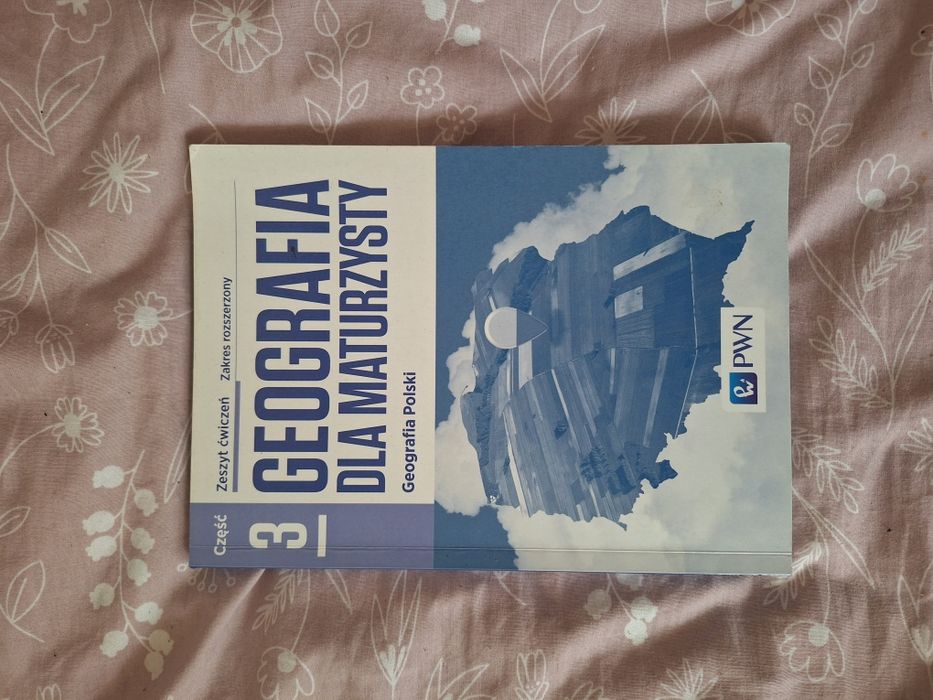 Część
3
Zeszyt ćwiczeń Zakres rozszerzony
GEOGRAFIA
DLA MATURZYSTY
Geografia Polski
PWN